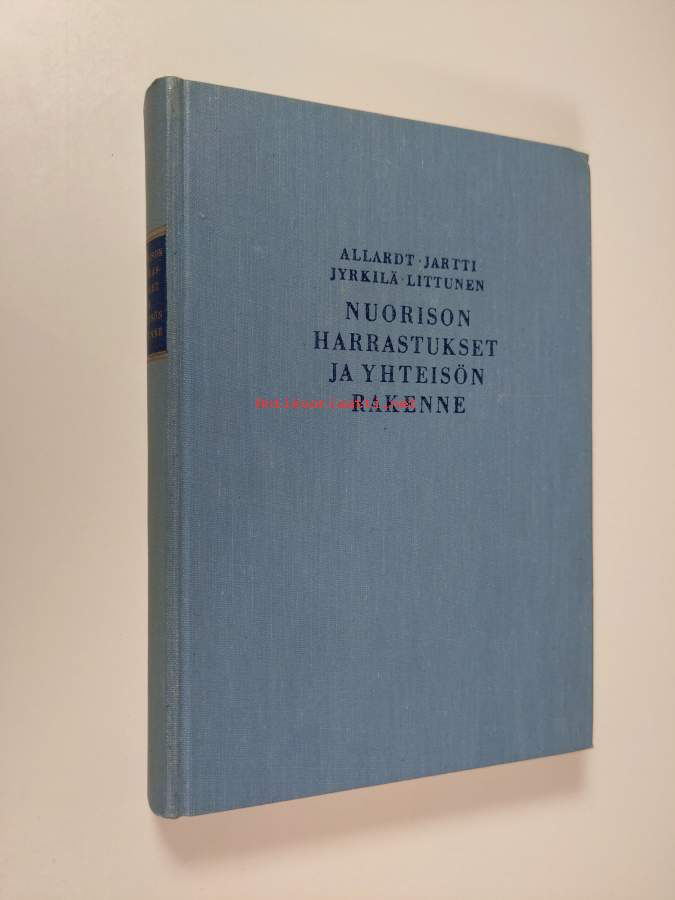 ALLARDT · JARTTI
JYRKILÄ · LITTUNEN
NUORISON
HARRASTUKSET
JA YHTEISÖN
RAKENNE